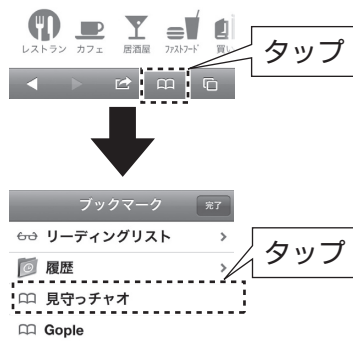 レストラン カフェ 居酒屋 ファストフード 買い
タップ
ブックマーク 完了
リーディングリスト
履歴
タップ
見守っチャオ
Gople